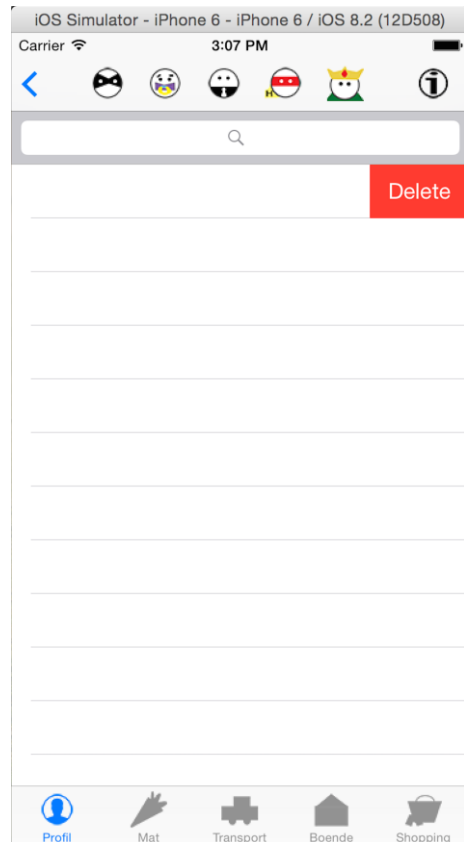 iOS Simulator - iPhone 6 - iPhone 6 / iOS 8.2 (12D508)
Carrier 3:07 PM
H
Delete
Profil Mat Transport Boende Shopping